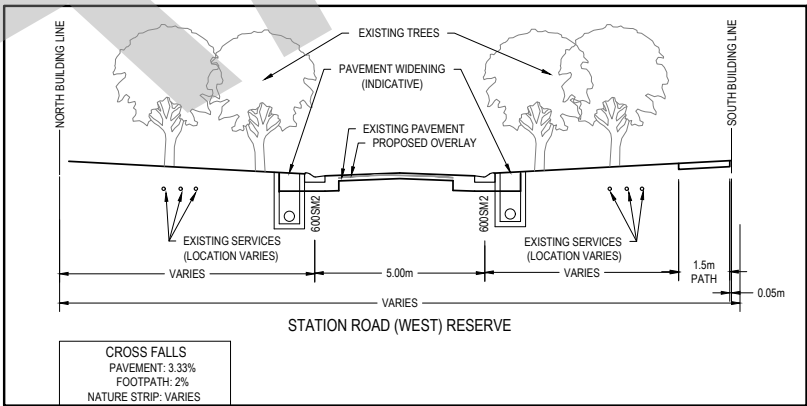 NORTH BUILDING LINE
EXISTING TREES
PAVEMENT WIDENING
(INDICATIVE)
EXISTING PAVEMENT
PROPOSED OVERLAY
SOUTH BUILDING LINE
600SM2
600SM2
EXISTING SERVICES
(LOCATION VARIES)
EXISTING SERVICES
(LOCATION VARIES)
VARIES
5.00m
VARIES
1.5m
PATH
0.05m
VARIES
STATION ROAD (WEST) RESERVE
CROSS FALLS
PAVEMENT: 3.33%
FOOTPATH: 2%
NATURE STRIP: VARIES